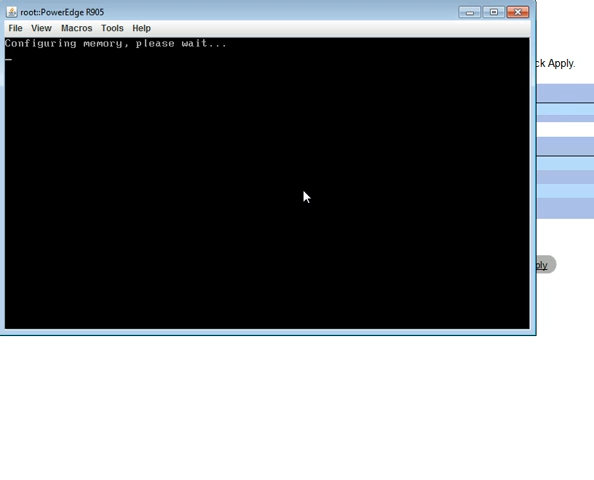 root::PowerEdge R905
File View Macros Tools Help
Configuring memory, please wait...
ck Apply.
ply